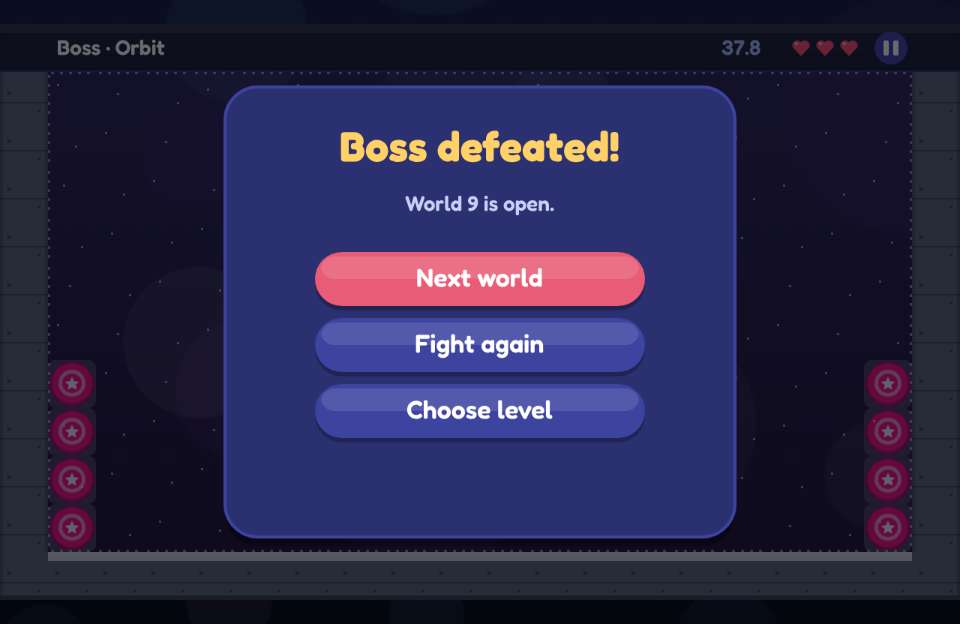 Boss · Orbit
37.8
Boss defeated!
World 9 is open.
Next world
Fight again
Choose level